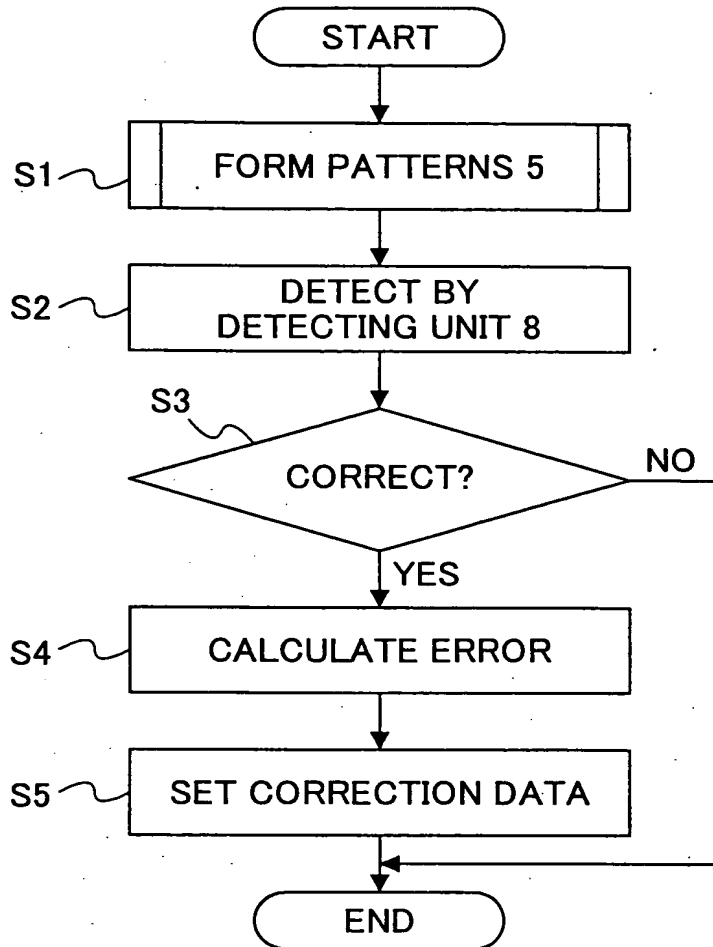 START
S1
FORM PATTERNS 5
S2
DETECT BY
DETECTING UNIT 8
S3
CORRECT?
NO
YES
S4
CALCULATE ERROR
S5
SET CORRECTION DATA
END